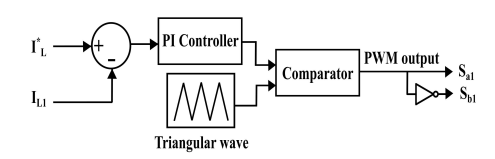 I*L
+
-
PI Controller
IL1
Triangular wave
Comparator
PWM output
Sa1
Sb1